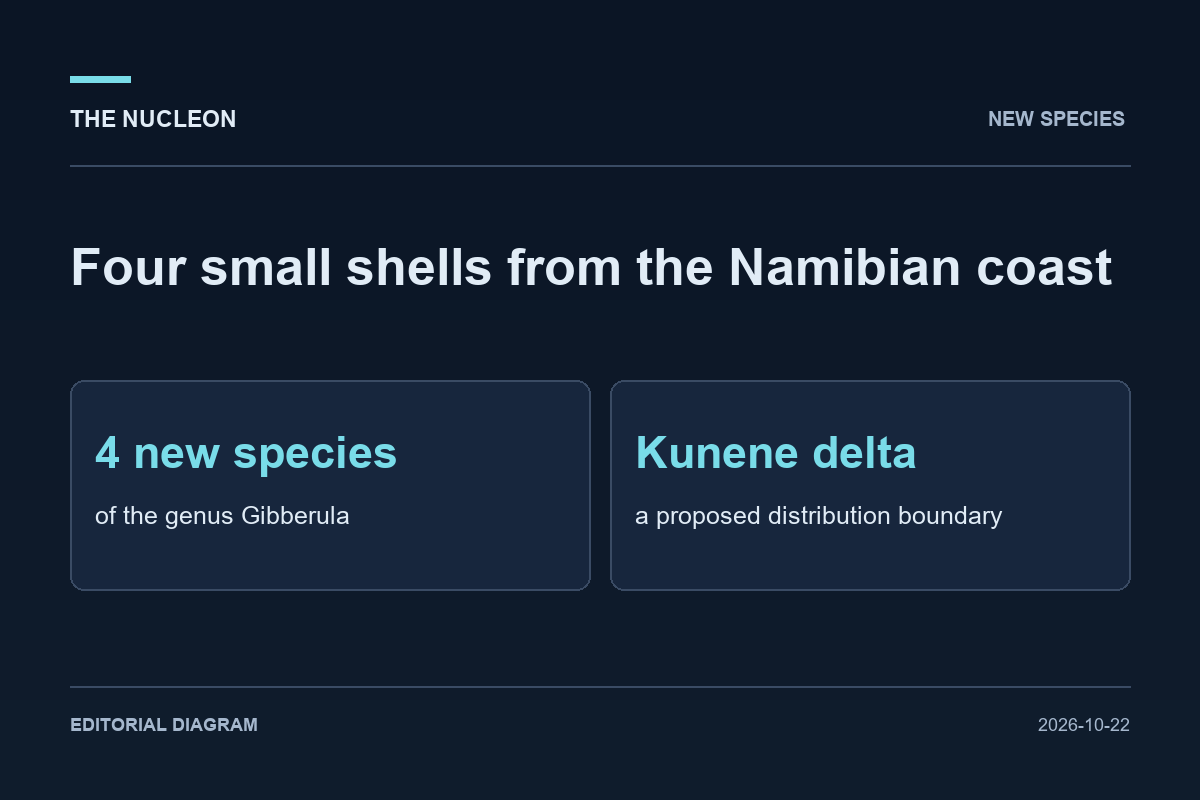 THE NUCLEON
NEW SPECIES
Four small shells from the Namibian coast
4 new species
of the genus Gibberula
Kunene delta
a proposed distribution boundary
EDITORIAL DIAGRAM
2026-10-22